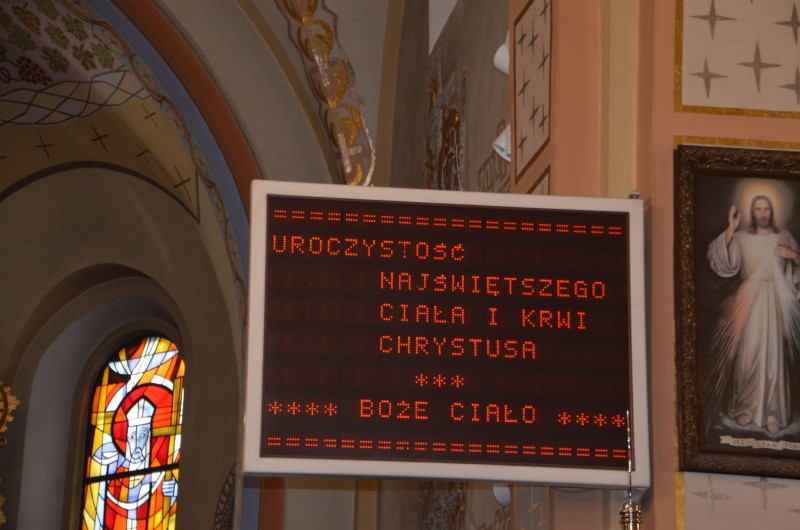 ====================
UROCZYSTOŚĆ
NAJŚWIĘTSZEGO
CIAŁA I KRWI
CHRYSTUSA
***
**** BOŻE CIAŁO ****
====================